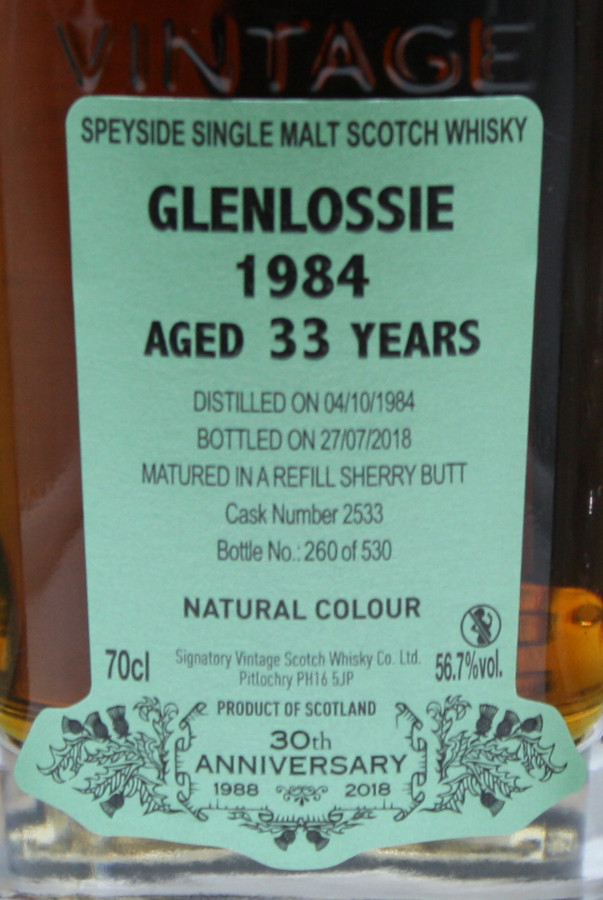 VINTAGE
SPEYSIDE SINGLE MALT SCOTCH WHISKY
GLENLOSSIE
1984
AGED 33 YEARS
DISTILLED ON 04/10/1984
BOTTLED ON 27/07/2018
MATURED IN A REFILL SHERRY BUTT
Cask Number 2533
Bottle No.: 260 of 530
NATURAL COLOUR
70cl
Signatory Vintage Scotch Whisky Co. Ltd.
Pitlochry PH16 5JP
56.7%vol.
PRODUCT OF SCOTLAND
30th
ANNIVERSARY
1988 2018